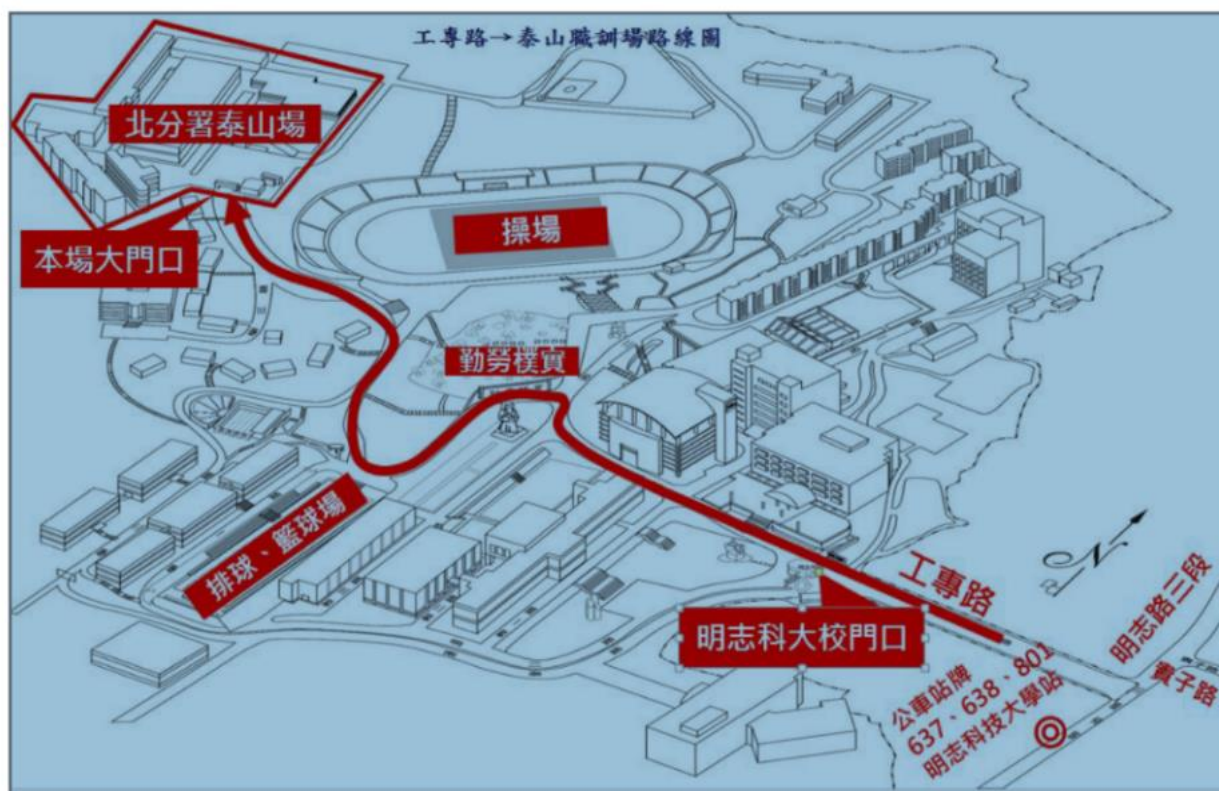 工專路→泰山職訓場路線圖
北分署泰山場
本場大門口
操場
勤勞樸實
排球、籃球場
工專路
明志科大校門口
明志路三段
貴子路
公車站牌
637、638、801
明志科技大學站
N